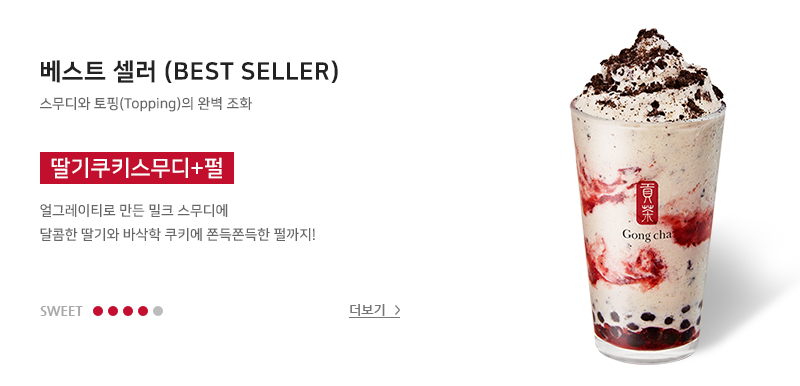 베스트 셀러 (BEST SELLER)
스무디와 토핑(Topping)의 완벽 조화
딸기쿠키스무디+펄
얼그레이티로 만든 밀크 스무디에
달콤한 딸기와 바삭학 쿠키에 쫀득쫀득한 펄까지!
SWEET
더보기 >
貢茶
Gong cha